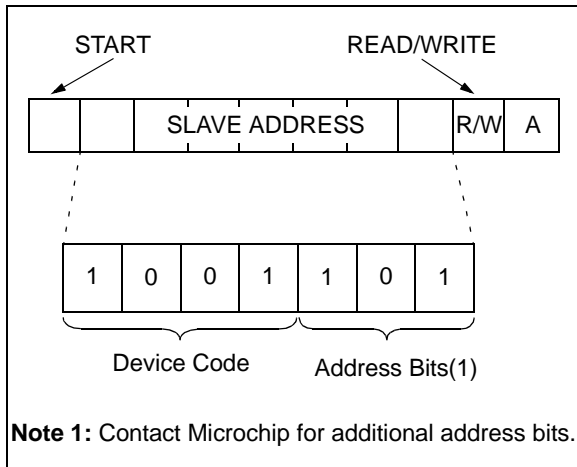 START READ/WRITE
SLAVE ADDRESS R/W A
1 0 0 1 1 0 1
Device Code Address Bits(1)
Note 1: Contact Microchip for additional address bits.